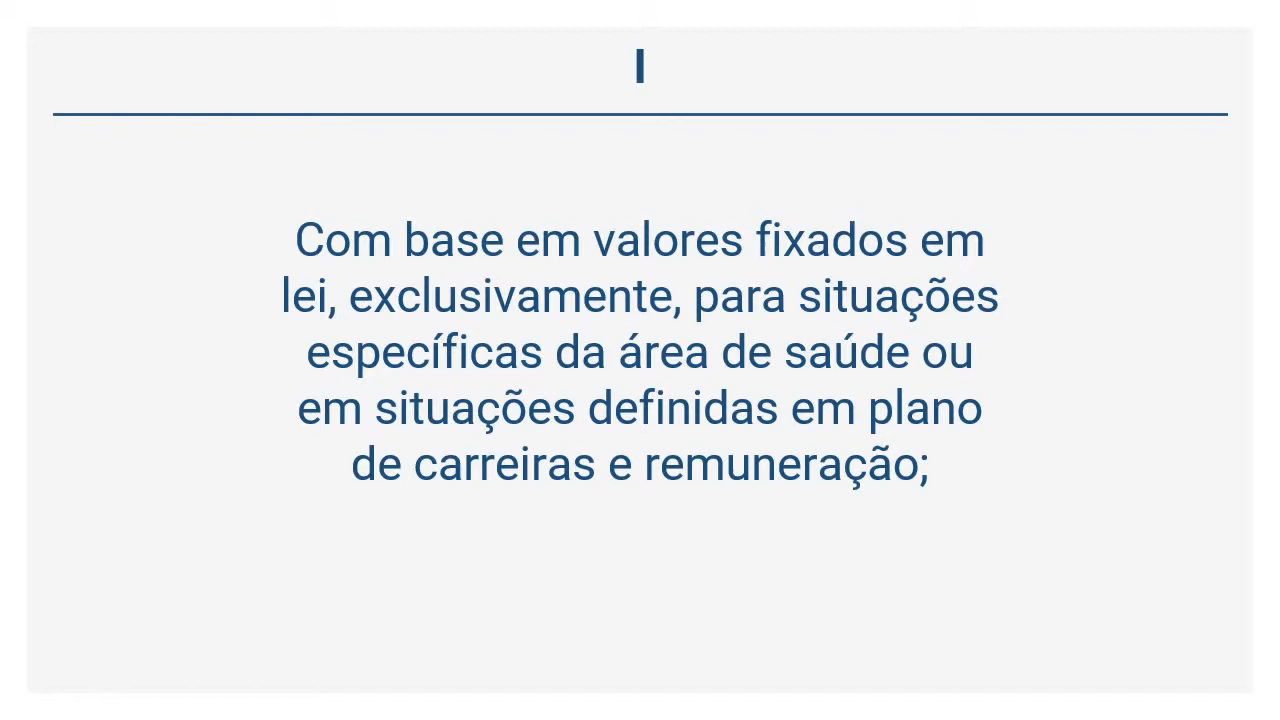 I
Com base em valores fixados em
lei, exclusivamente, para situações
específicas da área de saúde ou
em situações definidas em plano
de carreiras e remuneração;